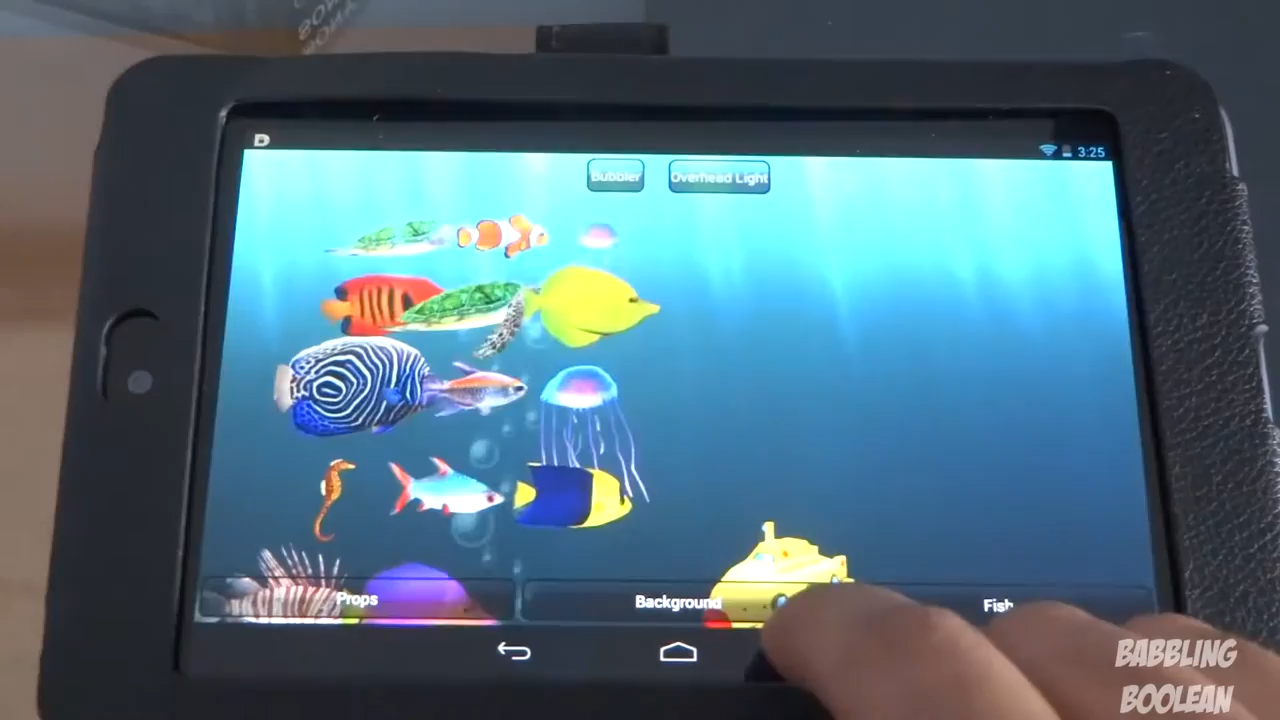 3:25
Bubbler
Overhead Light
Props
Background
Fish
BABBLING
BOOLEAN